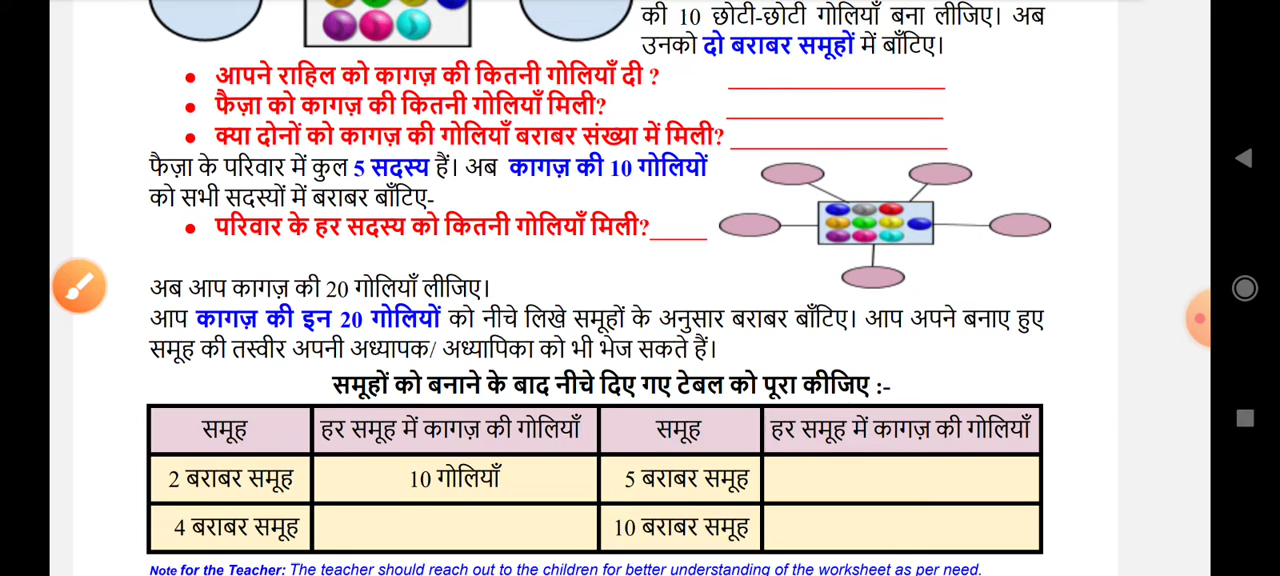 की 10 छोटी-छोटी गोलियाँ बना लीजिए। अब
उनको दो बराबर समूहों में बाँटिए।
• आपने राहिल को कागज़ की कितनी गोलियाँ दी ? ________________
• फैज़ा को कागज़ की कितनी गोलियाँ मिली? ________________
• क्या दोनों को कागज़ की गोलियाँ बराबर संख्या में मिली? ________________
फैज़ा के परिवार में कुल 5 सदस्य हैं। अब कागज़ की 10 गोलियों
को सभी सदस्यों में बराबर बाँटिए-
• परिवार के हर सदस्य को कितनी गोलियाँ मिली?_____
अब आप कागज़ की 20 गोलियाँ लीजिए।
आप कागज़ की इन 20 गोलियों को नीचे लिखे समूहों के अनुसार बराबर बाँटिए। आप अपने बनाए हुए
समूह की तस्वीर अपनी अध्यापक/ अध्यापिका को भी भेज सकते हैं।
समूहों को बनाने के बाद नीचे दिए गए टेबल को पूरा कीजिए :-
समूह हर समूह में कागज़ की गोलियाँ समूह हर समूह में कागज़ की गोलियाँ
2 बराबर समूह 10 गोलियाँ 5 बराबर समूह
4 बराबर समूह 10 बराबर समूह
Note for the Teacher: The teacher should reach out to the children for better understanding of the worksheet as per need.